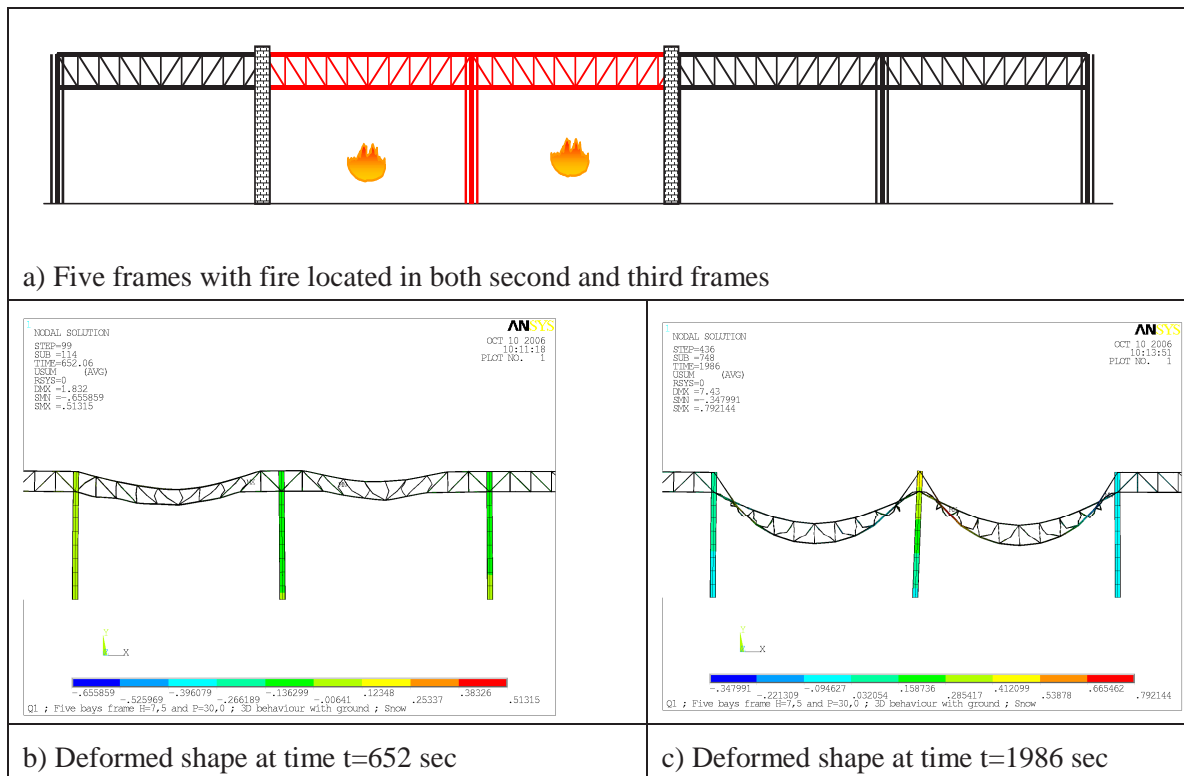 a) Five frames with fire located in both second and third frames
1
NODAL SOLUTION
STEP=99
SUB =114
TIME=652.06
USUM (AVG)
RSYS=0
DMX =1.832
SMN =-.655859
SMX =.51315
ANSYS
OCT 10 2006
10:11:18
PLOT NO. 1
Y
Z X
-.655859 -.396079 -.136299 .12348 .38326
-.525969 -.266189 -.00641 .25337 .51315
Q1 ; Five bays frame H=7,5 and P=30,0 ; 3D behaviour with ground ; Snow
b) Deformed shape at time t=652 sec
1
NODAL SOLUTION
STEP=436
SUB =748
TIME=1986
USUM (AVG)
RSYS=0
DMX =7.43
SMN =-.347991
SMX =.792144
ANSYS
OCT 10 2006
10:13:51
PLOT NO. 1
Y
Z X
-.347991 -.094627 .158736 .412099 .665462
-.221309 .032054 .285417 .53878 .792144
Q1 ; Five bays frame H=7,5 and P=30,0 ; 3D behaviour with ground ; Snow
c) Deformed shape at time t=1986 sec